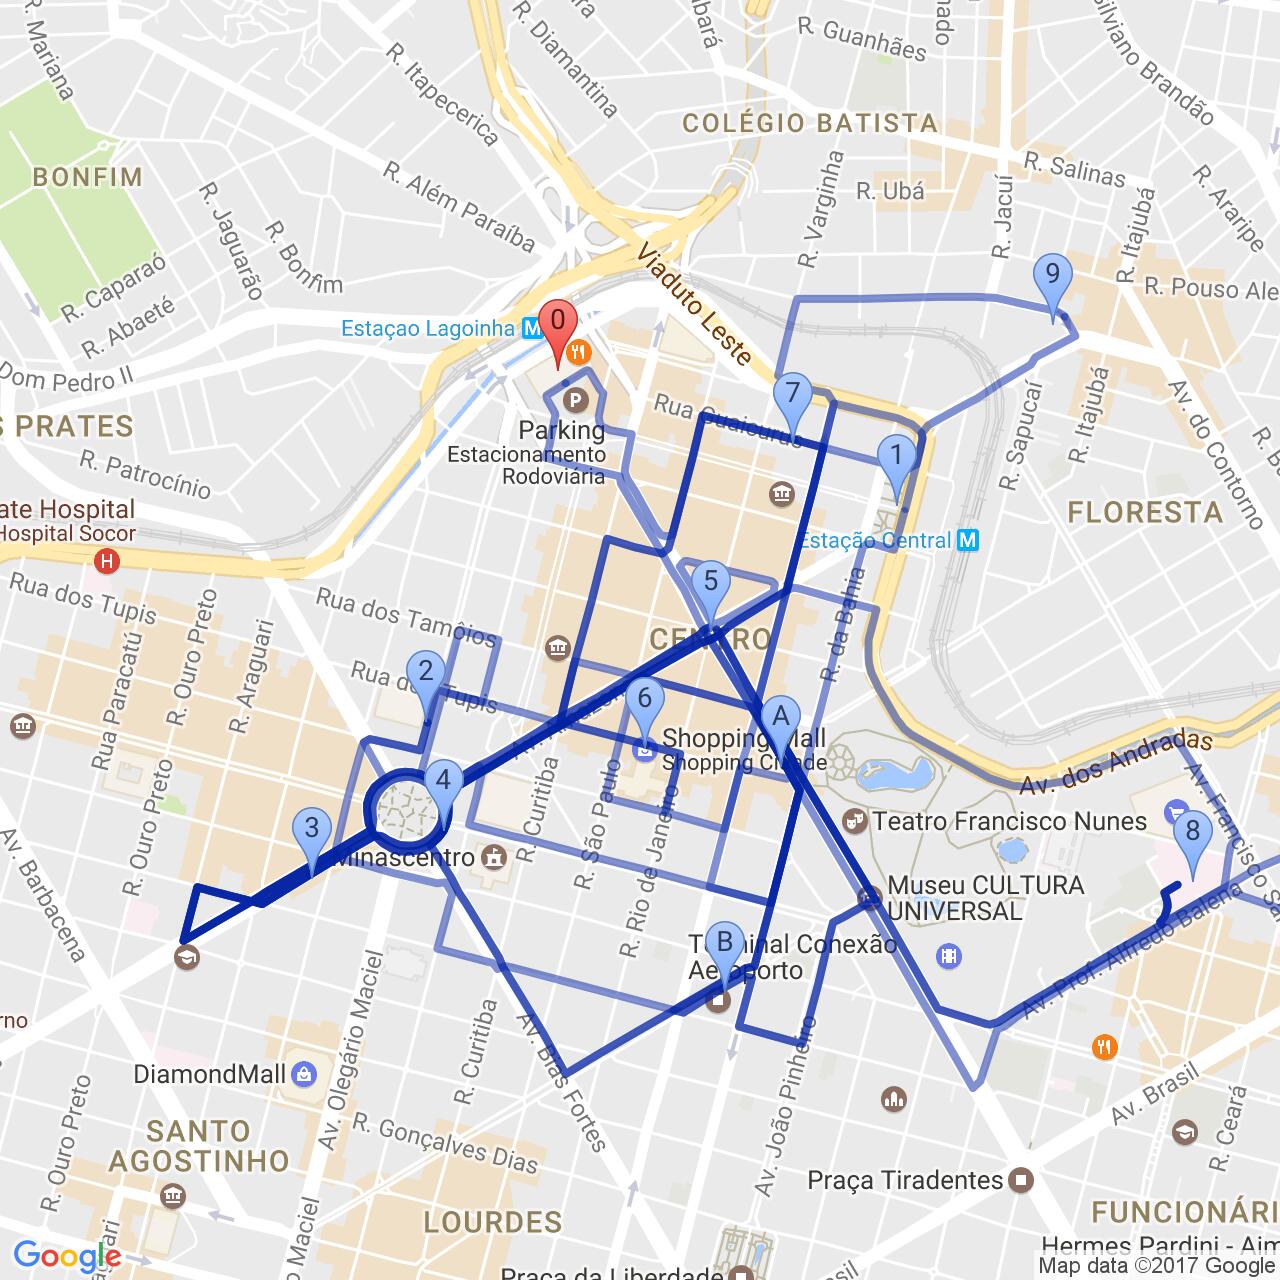 R. Mariana
R. Diamantina
R. Guanhães
Silviano Brandão
R. Itapecerica
COLÉGIO BATISTA
BONFIM
R. Além Paraíba
R. Salinas
R. Araripe
R. Jaguarão
R. Bonfim
R. Varginha
R. Ubá
R. Jacuí
R. Itajubá
R. Caparaó
R. Abaeté
Viaduto Leste
9
R. Pouso Ale
Estaçao Lagoinha
M
0
Dom Pedro II
S PRATES
7
Rua Guaicurus
P
Parking
Estacionamento
Rodoviária
R. Sapucaí
R. Itajubá
Av. do Contorno
R. Patrocínio
1
ate Hospital
Hospital Socor
H
FLORESTA
Estação Central
M
Rua dos Tupis
Rua dos Tamôios
5
CENTRO
R. da Bahia
Rua Paracatú
R. Ouro Preto
R. Araguari
2
Rua dos Tupis
6
A
Shopping Mall
Shopping Cidade
Av. dos Andradas
4
3
Minascentro
R. Curitiba
R. São Paulo
R. Rio de Janeiro
Teatro Francisco Nunes
8
Av. Barbacena
R. Ouro Preto
Museu CULTURA
UNIVERSAL
Av. Prof. Alfredo Balena
B
Terminal Conexão
Aeroporto
Av. Olegário Maciel
R. Curitiba
Av. Bias Fortes
DiamondMall
Av. João Pinheiro
Av. Brasil
R. Ceará
R. Ouro Preto
SANTO
AGOSTINHO
R. Gonçalves Dias
Praça Tiradentes
LOURDES
FUNCIONÁRI
Google
Praça da Liberdade
Hermes Pardini - Aim
Map data ©2017 Google